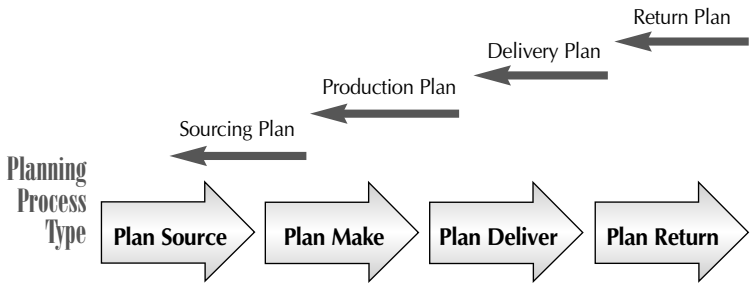 Return Plan
Delivery Plan
Production Plan
Sourcing Plan
Planning
Process
Type
Plan Source
Plan Make
Plan Deliver
Plan Return